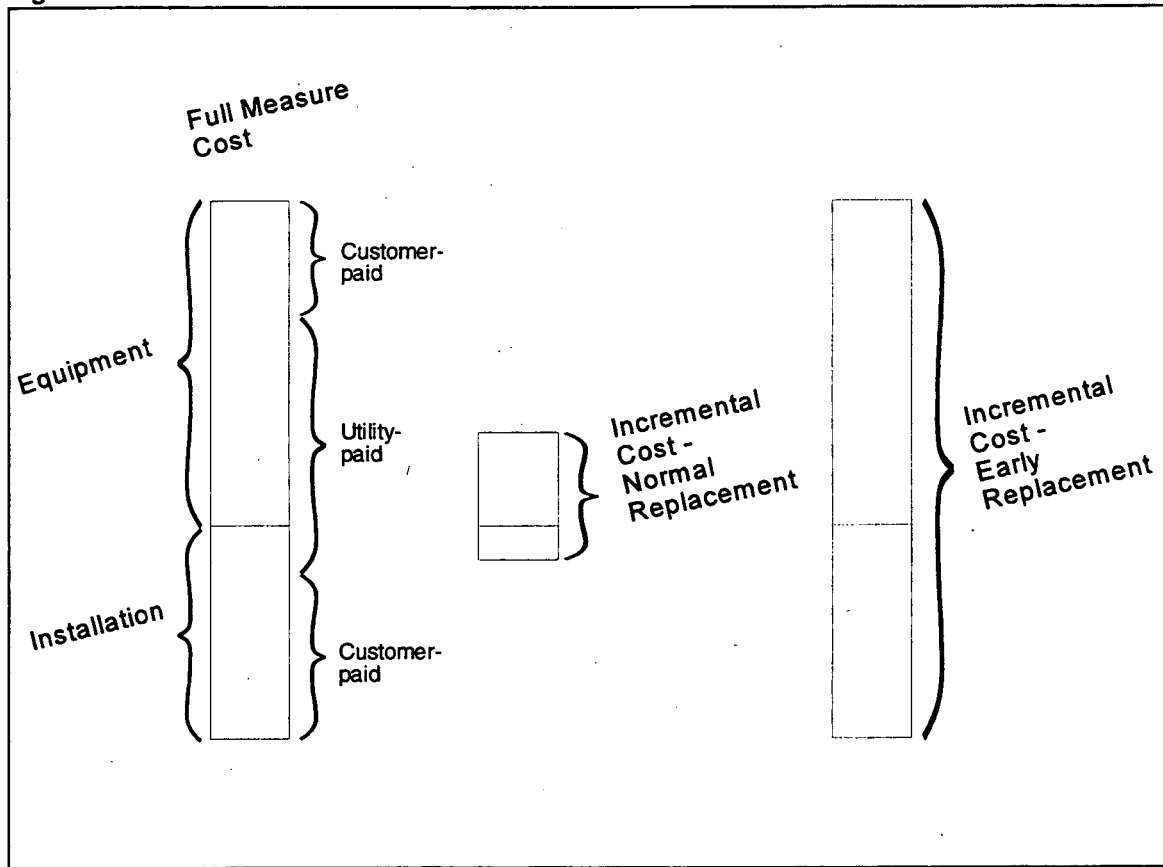 Full Measure
Cost
Customer-
paid
Equipment
Utility-
paid
Incremental
Cost -
Normal
Replacement
Incremental
Cost -
Early
Replacement
Installation
Customer-
paid